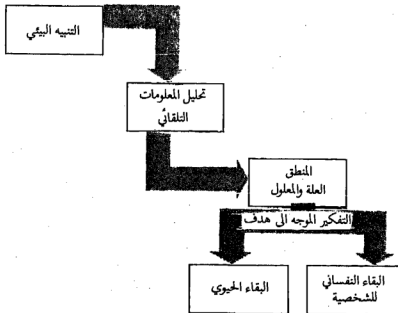 التنبيه البيئي
تحليل المعلومات
التلقائي
المنطق
العلة والمعلول
التفكير الموجه الى هدف
البقاء النفساني
للشخصية
البقاء الحيوي